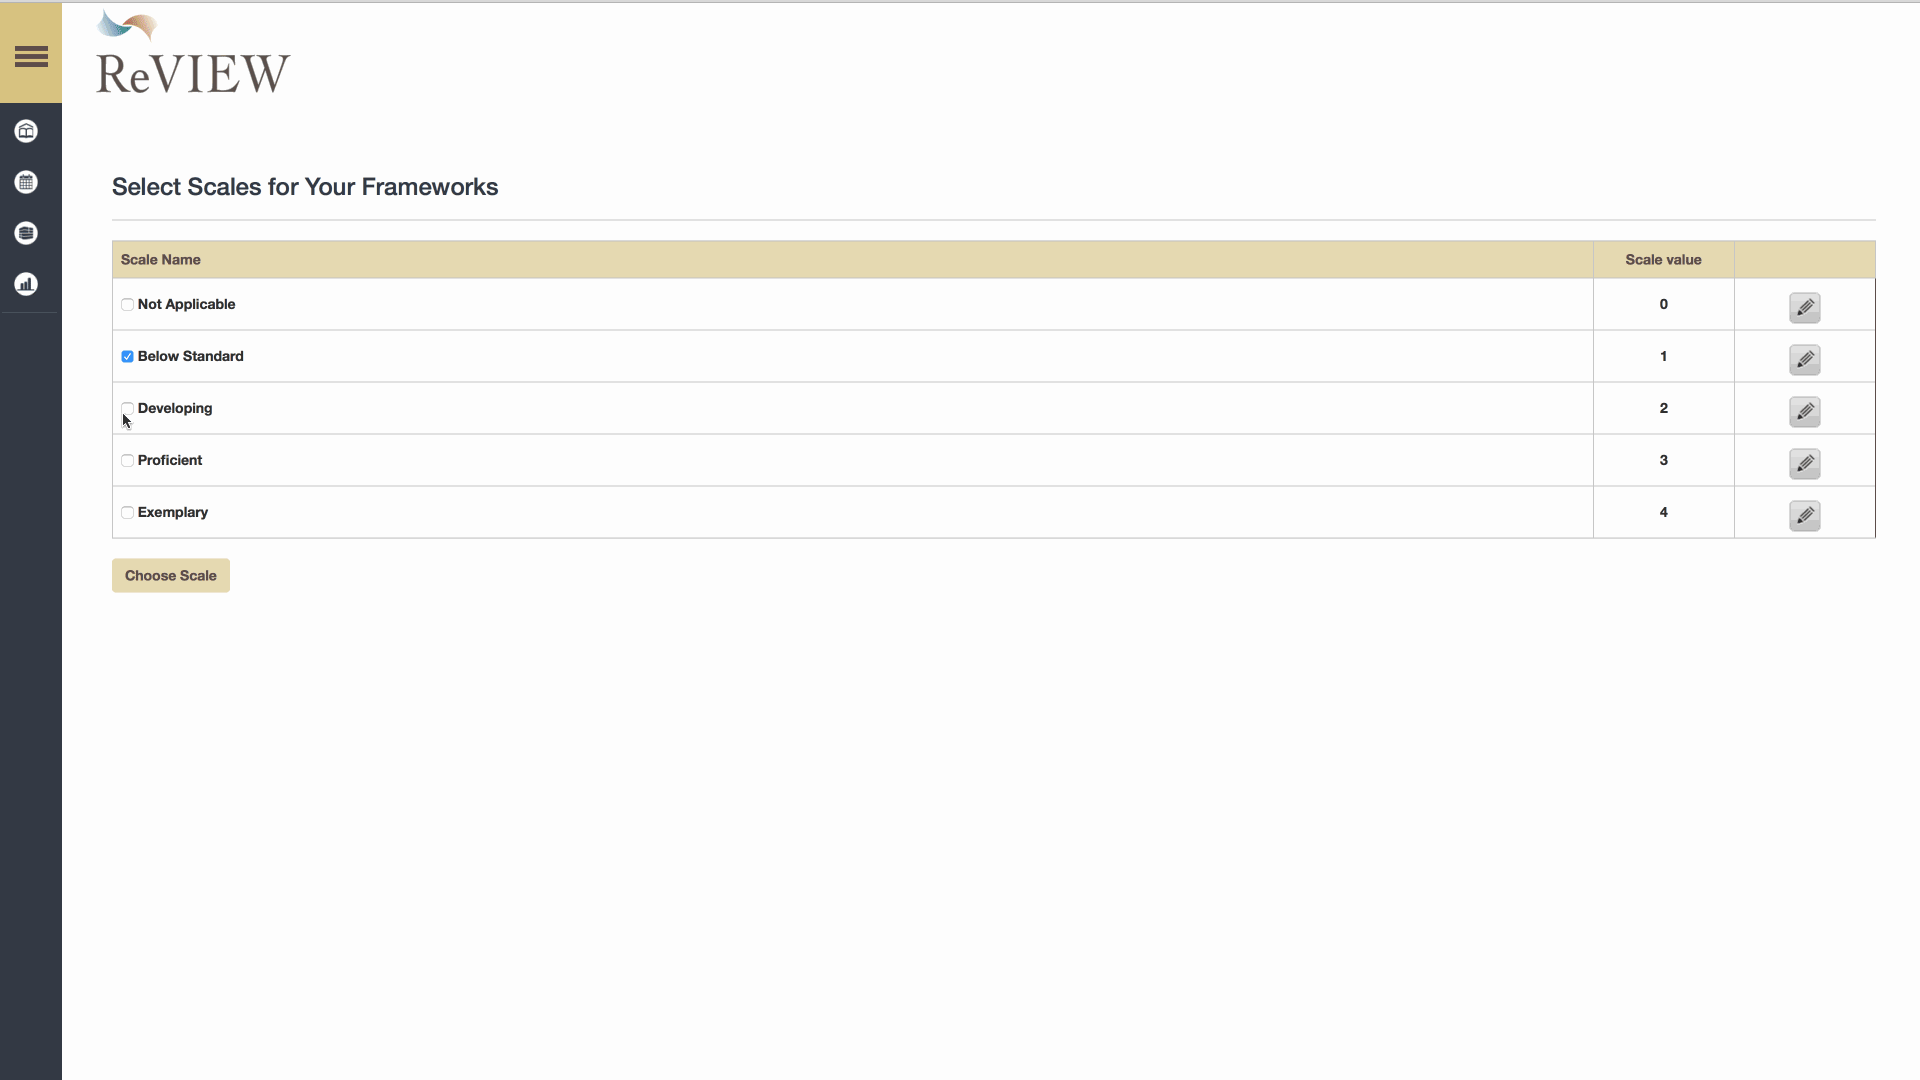 ReVIEW
Select Scales for Your Frameworks
Scale Name Scale value
Not Applicable 0
Below Standard 1
Developing 2
Proficient 3
Exemplary 4
Choose Scale